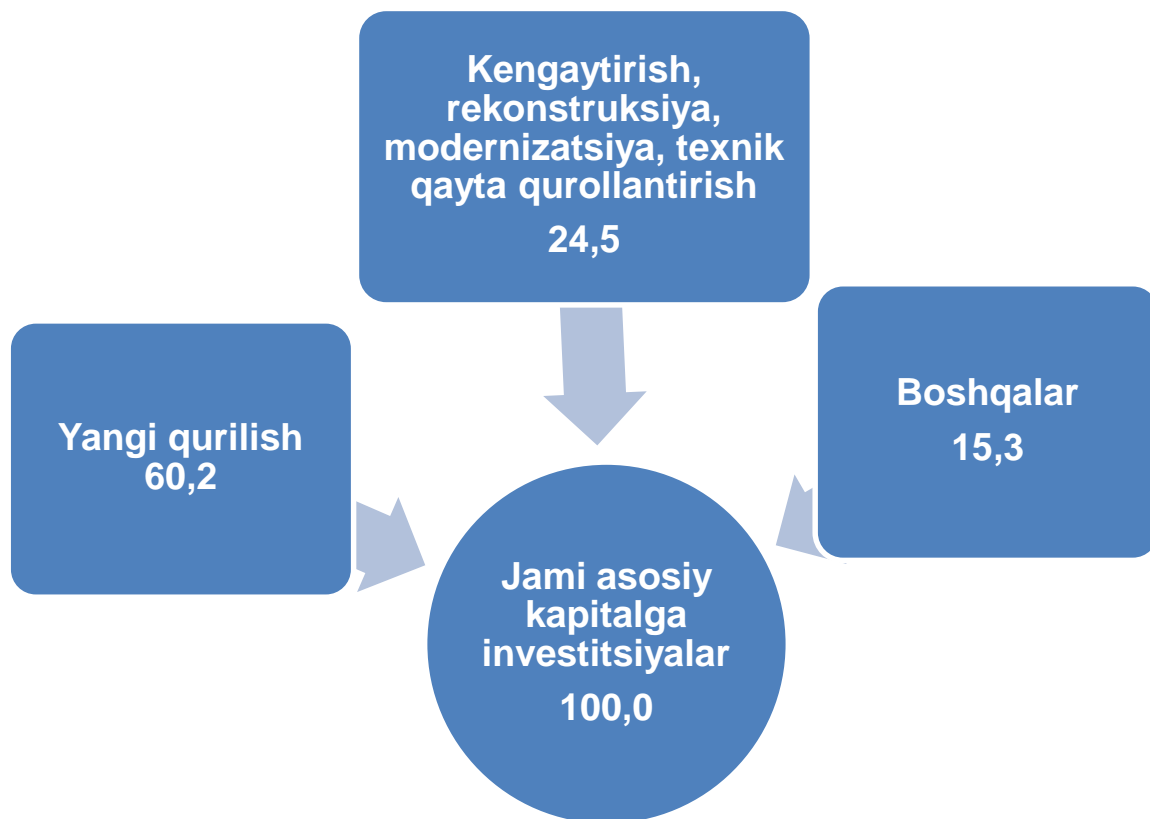 Kengaytirish,
rekonstruksiya,
modernizatsiya, texnik
qayta qurollantirish
24,5
Yangi qurilish
60,2
Boshqalar
15,3
Jami asosiy
kapitalga
investitsiyalar
100,0